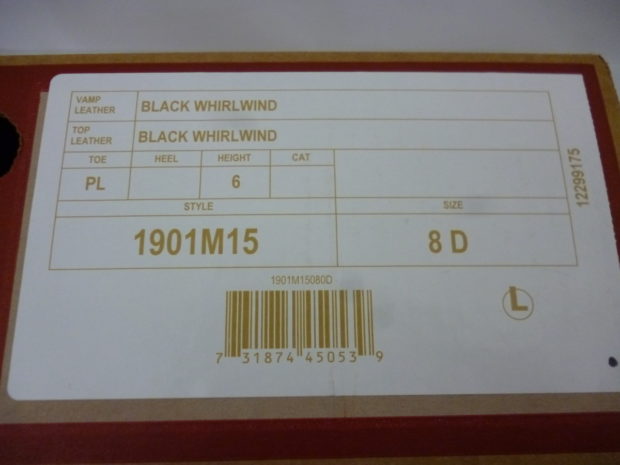 VAMP
LEATHER
BLACK WHIRLWIND
TOP
LEATHER
BLACK WHIRLWIND
TOE HEEL HEIGHT CAT
PL 6
STYLE SIZE
1901M15 8 D
12299175
1901M15080D
L
7 31874 45053 9